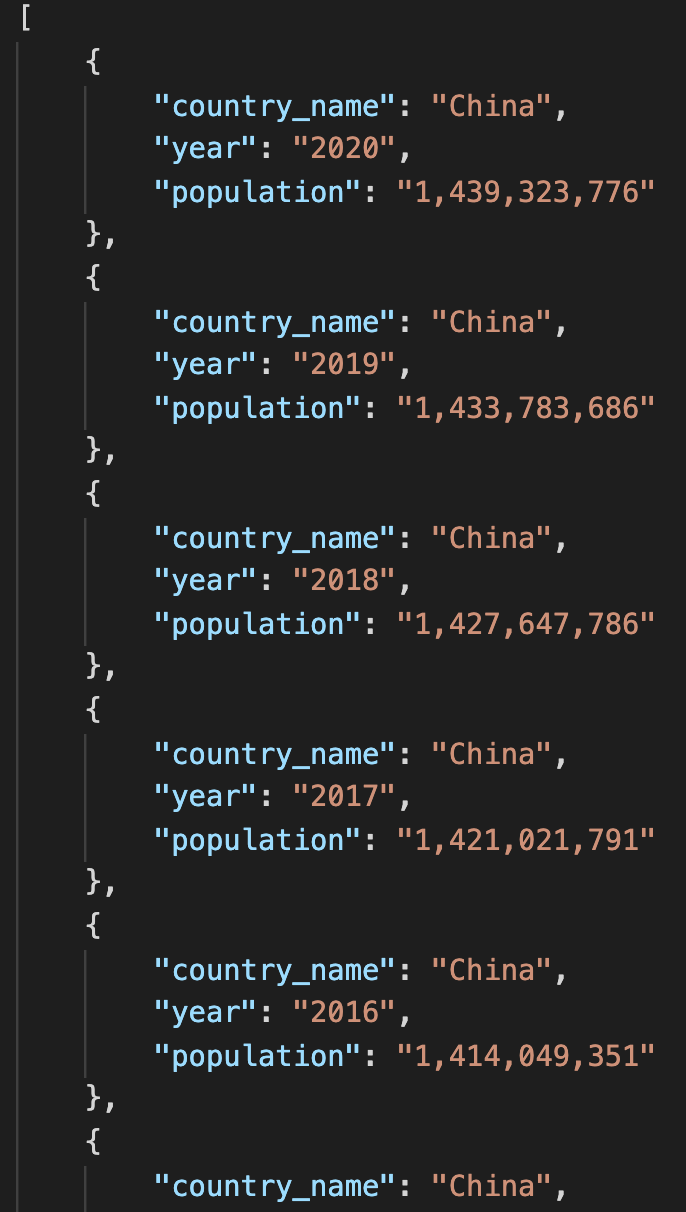 [
{
"country_name": "China",
"year": "2020",
"population": "1,439,323,776"
},
{
"country_name": "China",
"year": "2019",
"population": "1,433,783,686"
},
{
"country_name": "China",
"year": "2018",
"population": "1,427,647,786"
},
{
"country_name": "China",
"year": "2017",
"population": "1,421,021,791"
},
{
"country_name": "China",
"year": "2016",
"population": "1,414,049,351"
},
{
"country_name": "China",